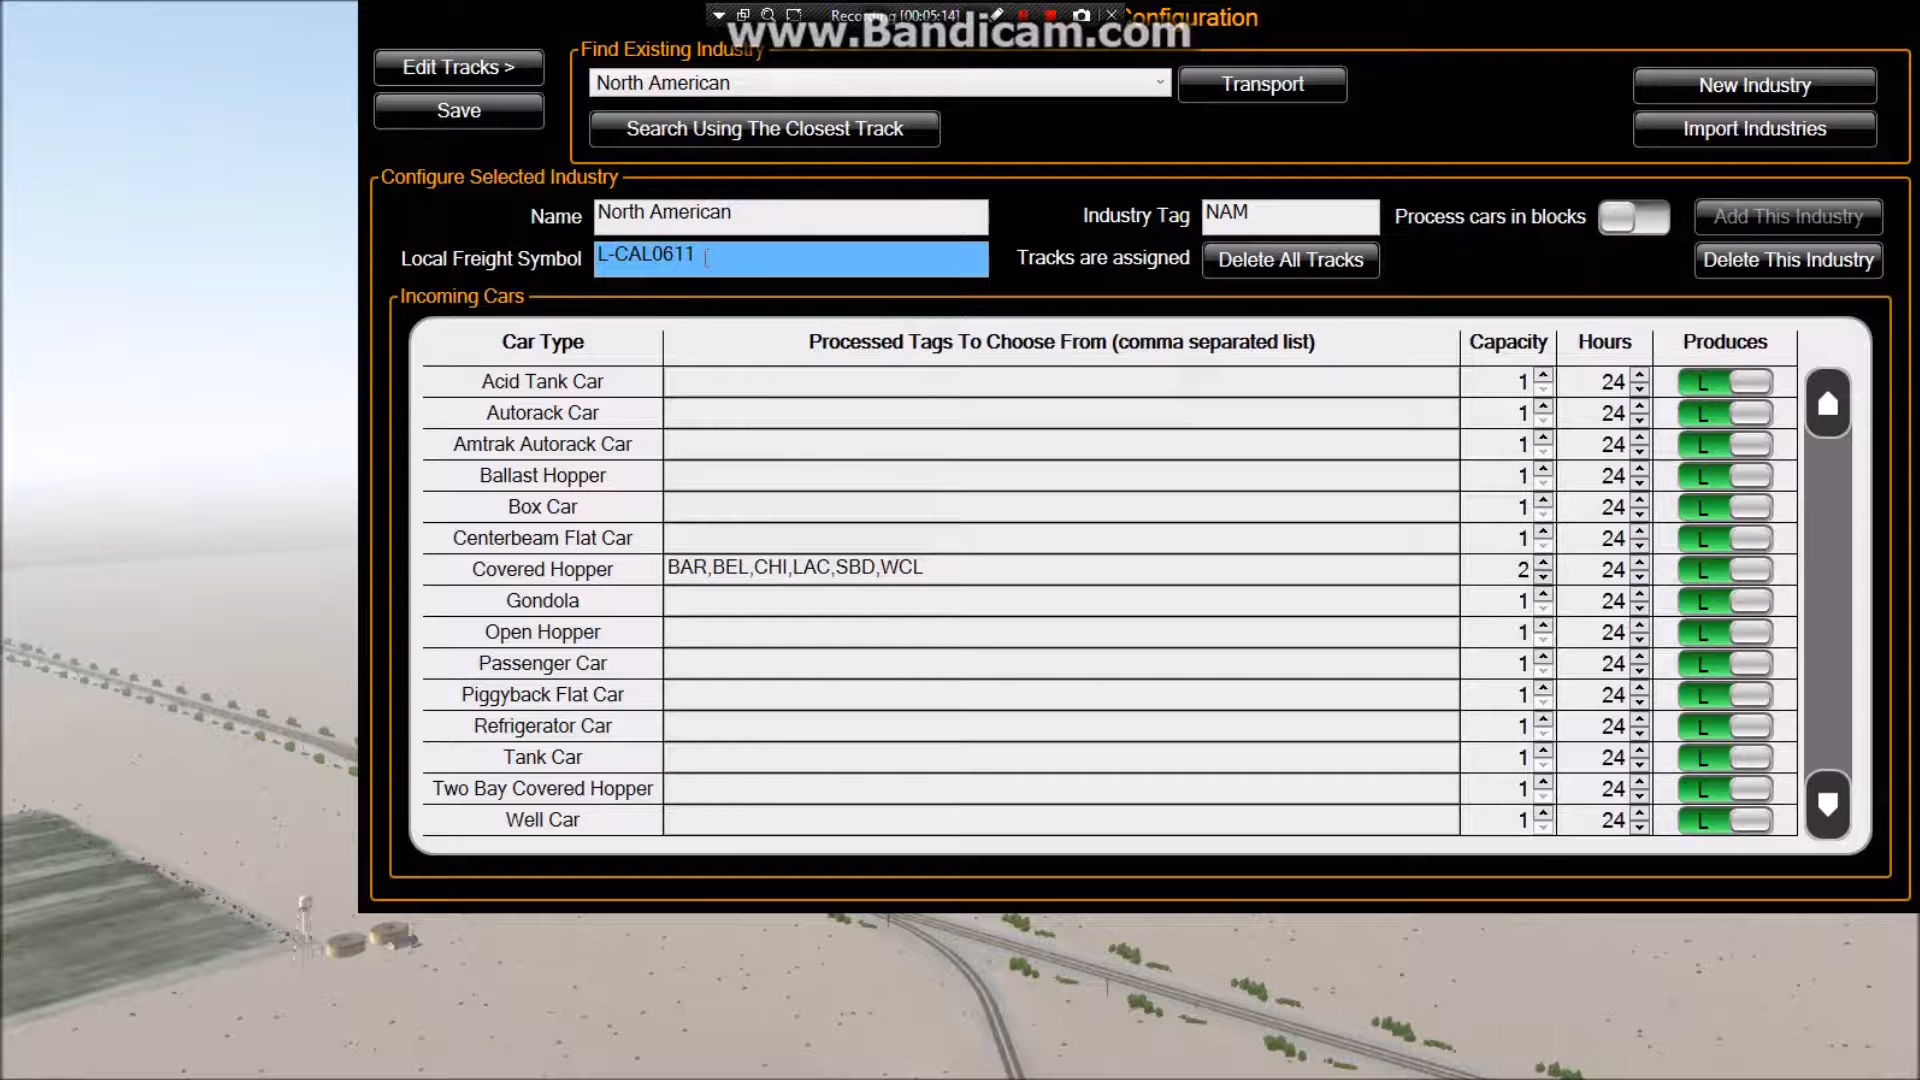 Recording [00:05:14]
www.Bandicam.com
Configuration
Edit Tracks >
Save
Find Existing Industry
North American
Transport
Search Using The Closest Track
New Industry
Import Industries
Configure Selected Industry
Name North American Industry Tag NAM Process cars in blocks Add This Industry
Local Freight Symbol L-CAL0611 Tracks are assigned Delete All Tracks Delete This Industry
Incoming Cars
Car Type Processed Tags To Choose From (comma separated list) Capacity Hours Produces
Acid Tank Car 1 24 L
Autorack Car 1 24 L
Amtrak Autorack Car 1 24 L
Ballast Hopper 1 24 L
Box Car 1 24 L
Centerbeam Flat Car 1 24 L
Covered Hopper BAR,BEL,CHI,LAC,SBD,WCL 2 24 L
Gondola 1 24 L
Open Hopper 1 24 L
Passenger Car 1 24 L
Piggyback Flat Car 1 24 L
Refrigerator Car 1 24 L
Tank Car 1 24 L
Two Bay Covered Hopper 1 24 L
Well Car 1 24 L